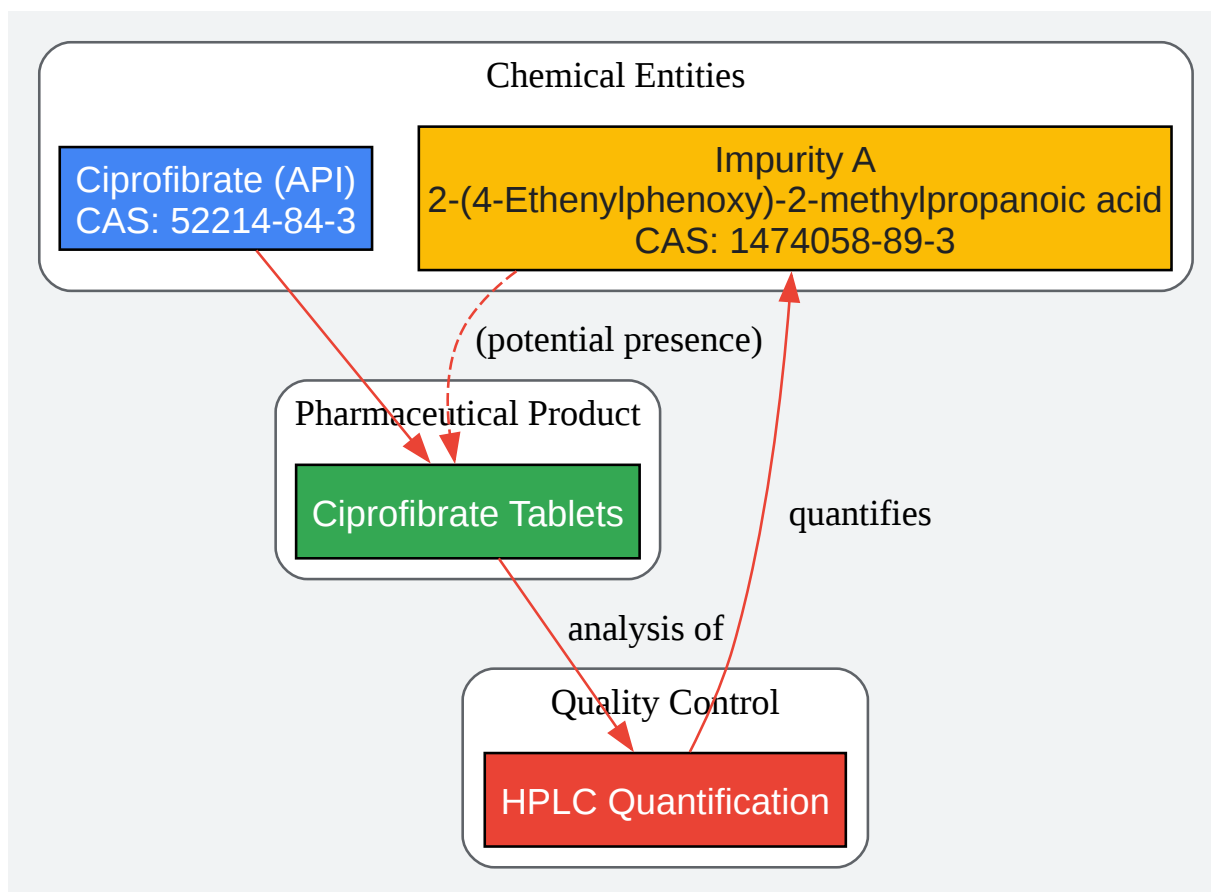 Chemical Entities
Ciprofibrate (API)
CAS: 52214-84-3
Impurity A
2-(4-Ethenylphenoxy)-2-methylpropanoic acid
CAS: 1474058-89-3
(potential presence)
Pharmaceutical Product
Ciprofibrate Tablets
quantifies
analysis of
Quality Control
HPLC Quantification